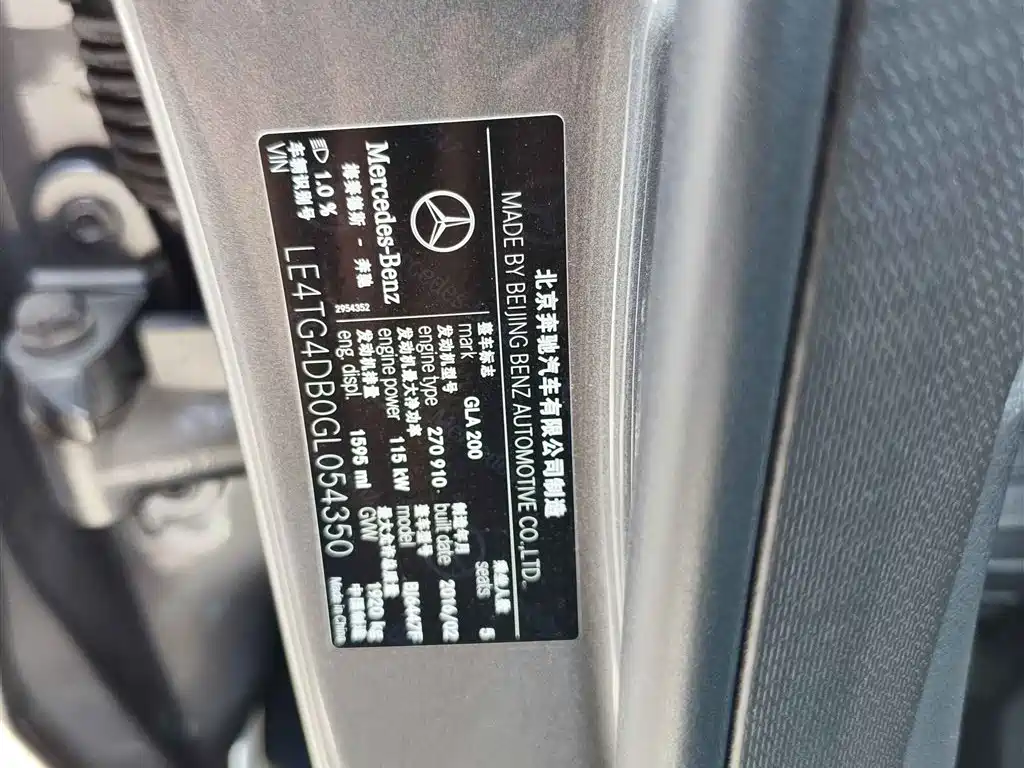 北京奔驰汽车有限公司制造
MADE BY BEIJING BENZ AUTOMOTIVE CO.,LTD.
Mercedes-Benz
梅赛德斯 - 奔驰
1.0 %
2954352
整车标志
mark GLA 200
乘坐人数
seats 5
发动机型号
engine type 270 910
制造年月
built date 2016/02
发动机最大净功率
engine power 115 kW
整车型号
model
发动机排量
eng. displ. 1595 ml
最大允许总质量
GVW 1920 kg
车辆识别号
VIN LE4TG4DB0GL054350
中国制造
Made in China